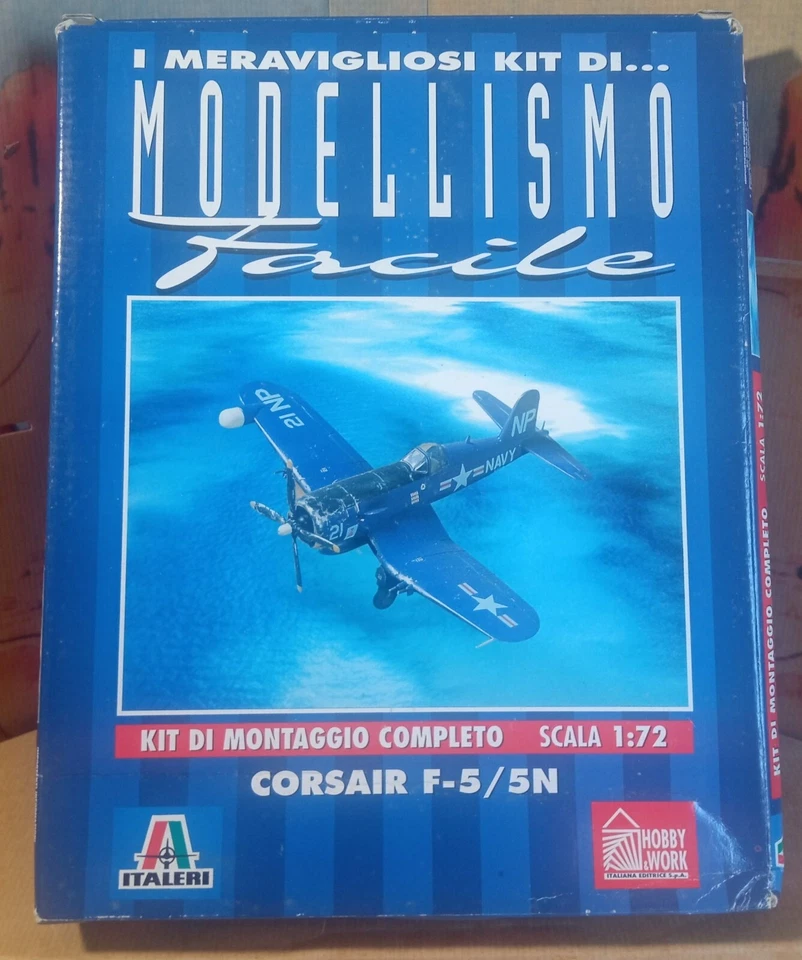 I MERAVIGLIOSI KIT DI...
MODELLISMO
Facile
21 NP
NP
NAVY
21
KIT DI MONTAGGIO COMPLETO SCALA 1:72
CORSAIR F-5/5N
ITALERI
HOBBY
& WORK
ITALIANA EDITRICE S.p.A.
KIT DI MONTAGGIO COMPLETO SCALA 1:72